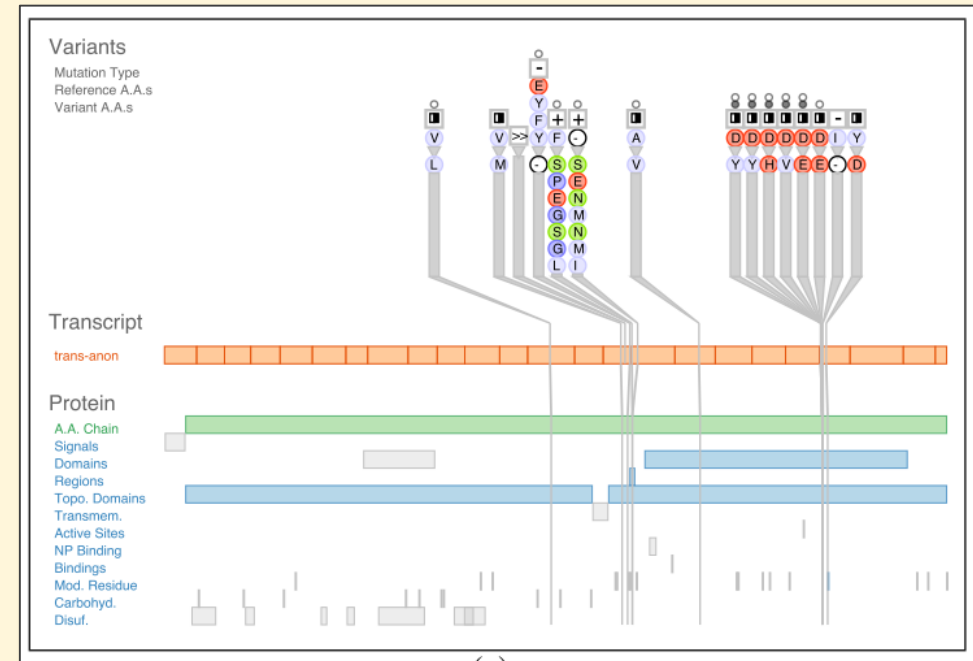 Variants
Mutation Type
Reference A.A.s
Variant A.A.s
-
E
Y
F + + -
V V >> Y F - A D D D D D D I Y
L M - S S V Y Y H V E E - D
P E
E N
G M
S N
G M
L I
Transcript
trans-anon
Protein
A.A. Chain
Signals
Domains
Regions
Topo. Domains
Transmem.
Active Sites
NP Binding
Bindings
Mod. Residue
Carbohyd.
Disuf.